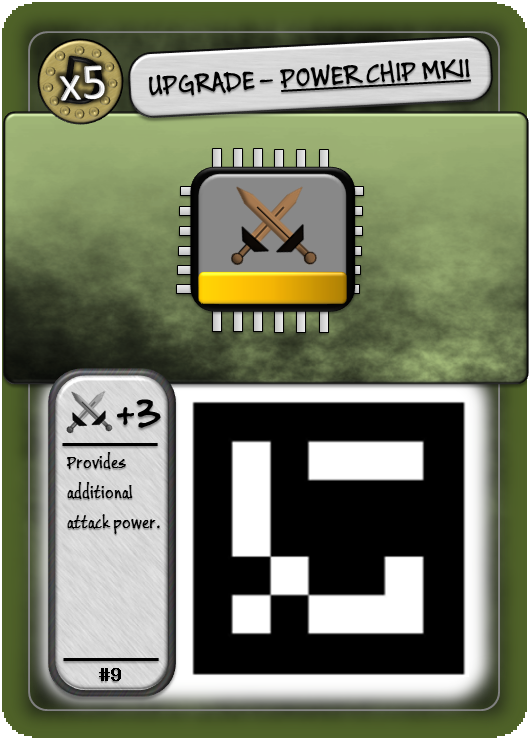 x5
UPGRADE – POWER CHIP MKII
+3
Provides
additional
attack power.
#9